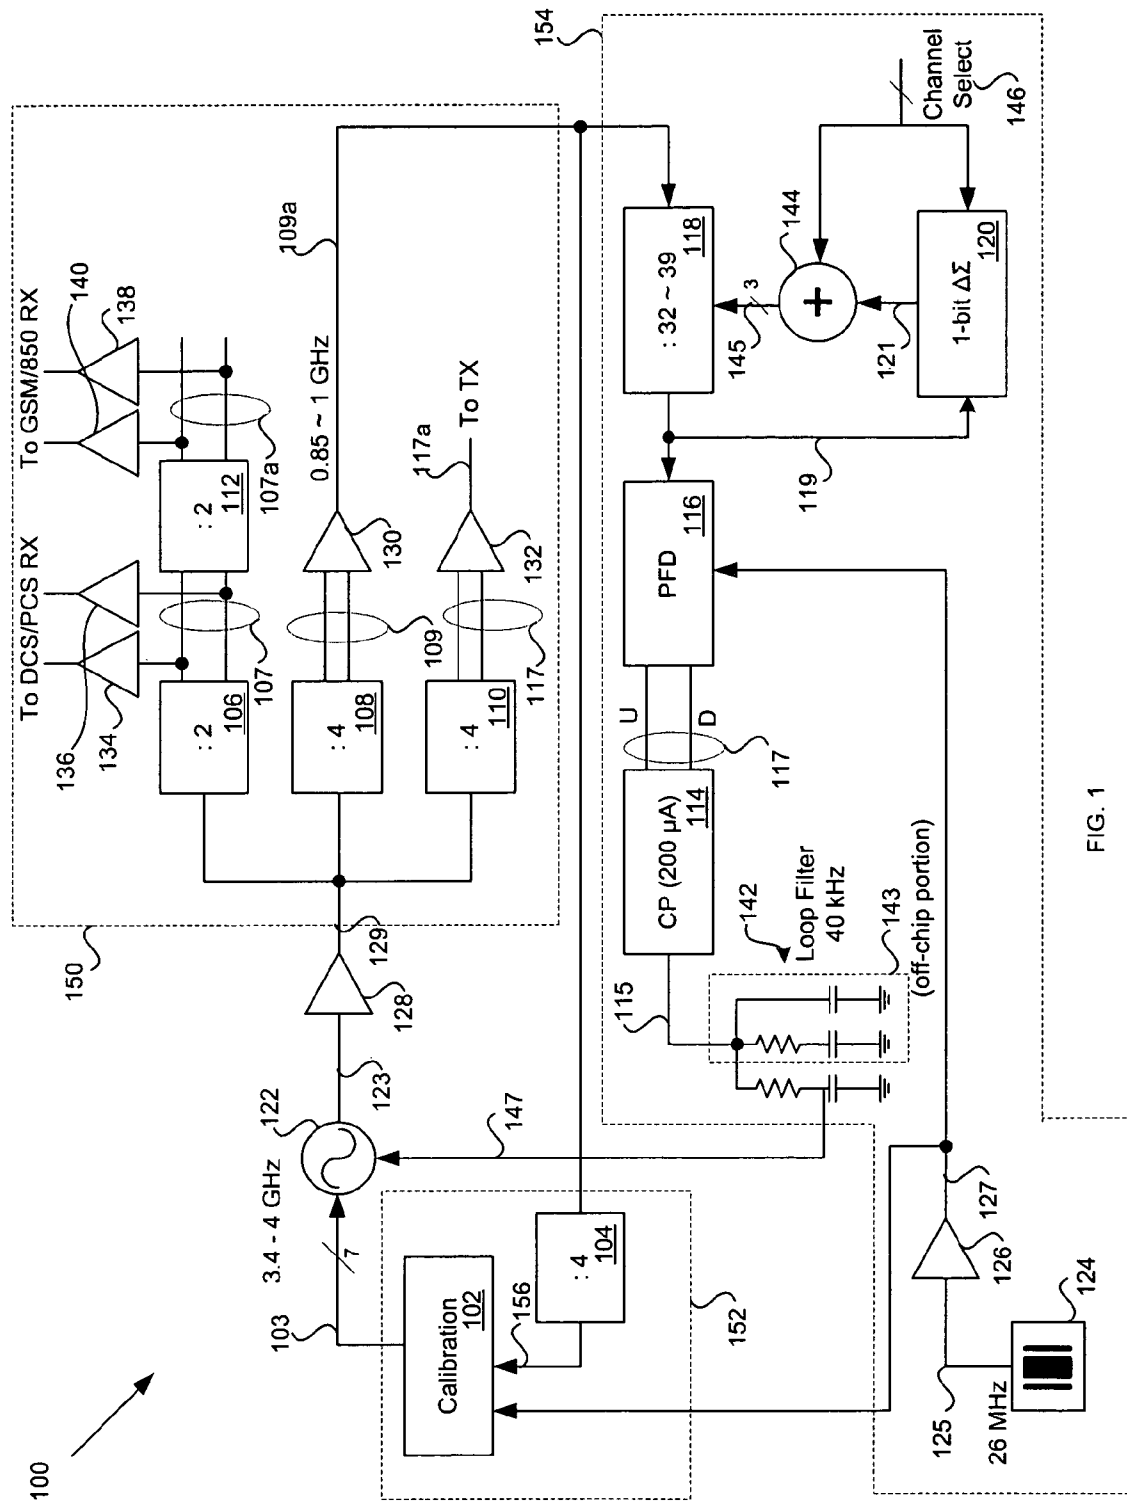 100
150
154
To DCS/PCS RX
To GSM/850 RX
136
134
140
138
: 2
106
107
: 2
112
107a
3.4 - 4 GHz
122
103
7
123
128
129
: 4
108
109
130
0.85 ~ 1 GHz
109a
: 4
110
117
132
117a
To TX
Calibration
102
156
: 4
104
152
147
115
CP (200 µA)
114
U
D
117
PFD
116
: 32 ~ 39
118
119
145
3
144
121
1-bit ΔΣ
120
Channel
Select
146
142
Loop Filter
40 kHz
143
(off-chip portion)
125
26 MHz
124
126
127
FIG. 1